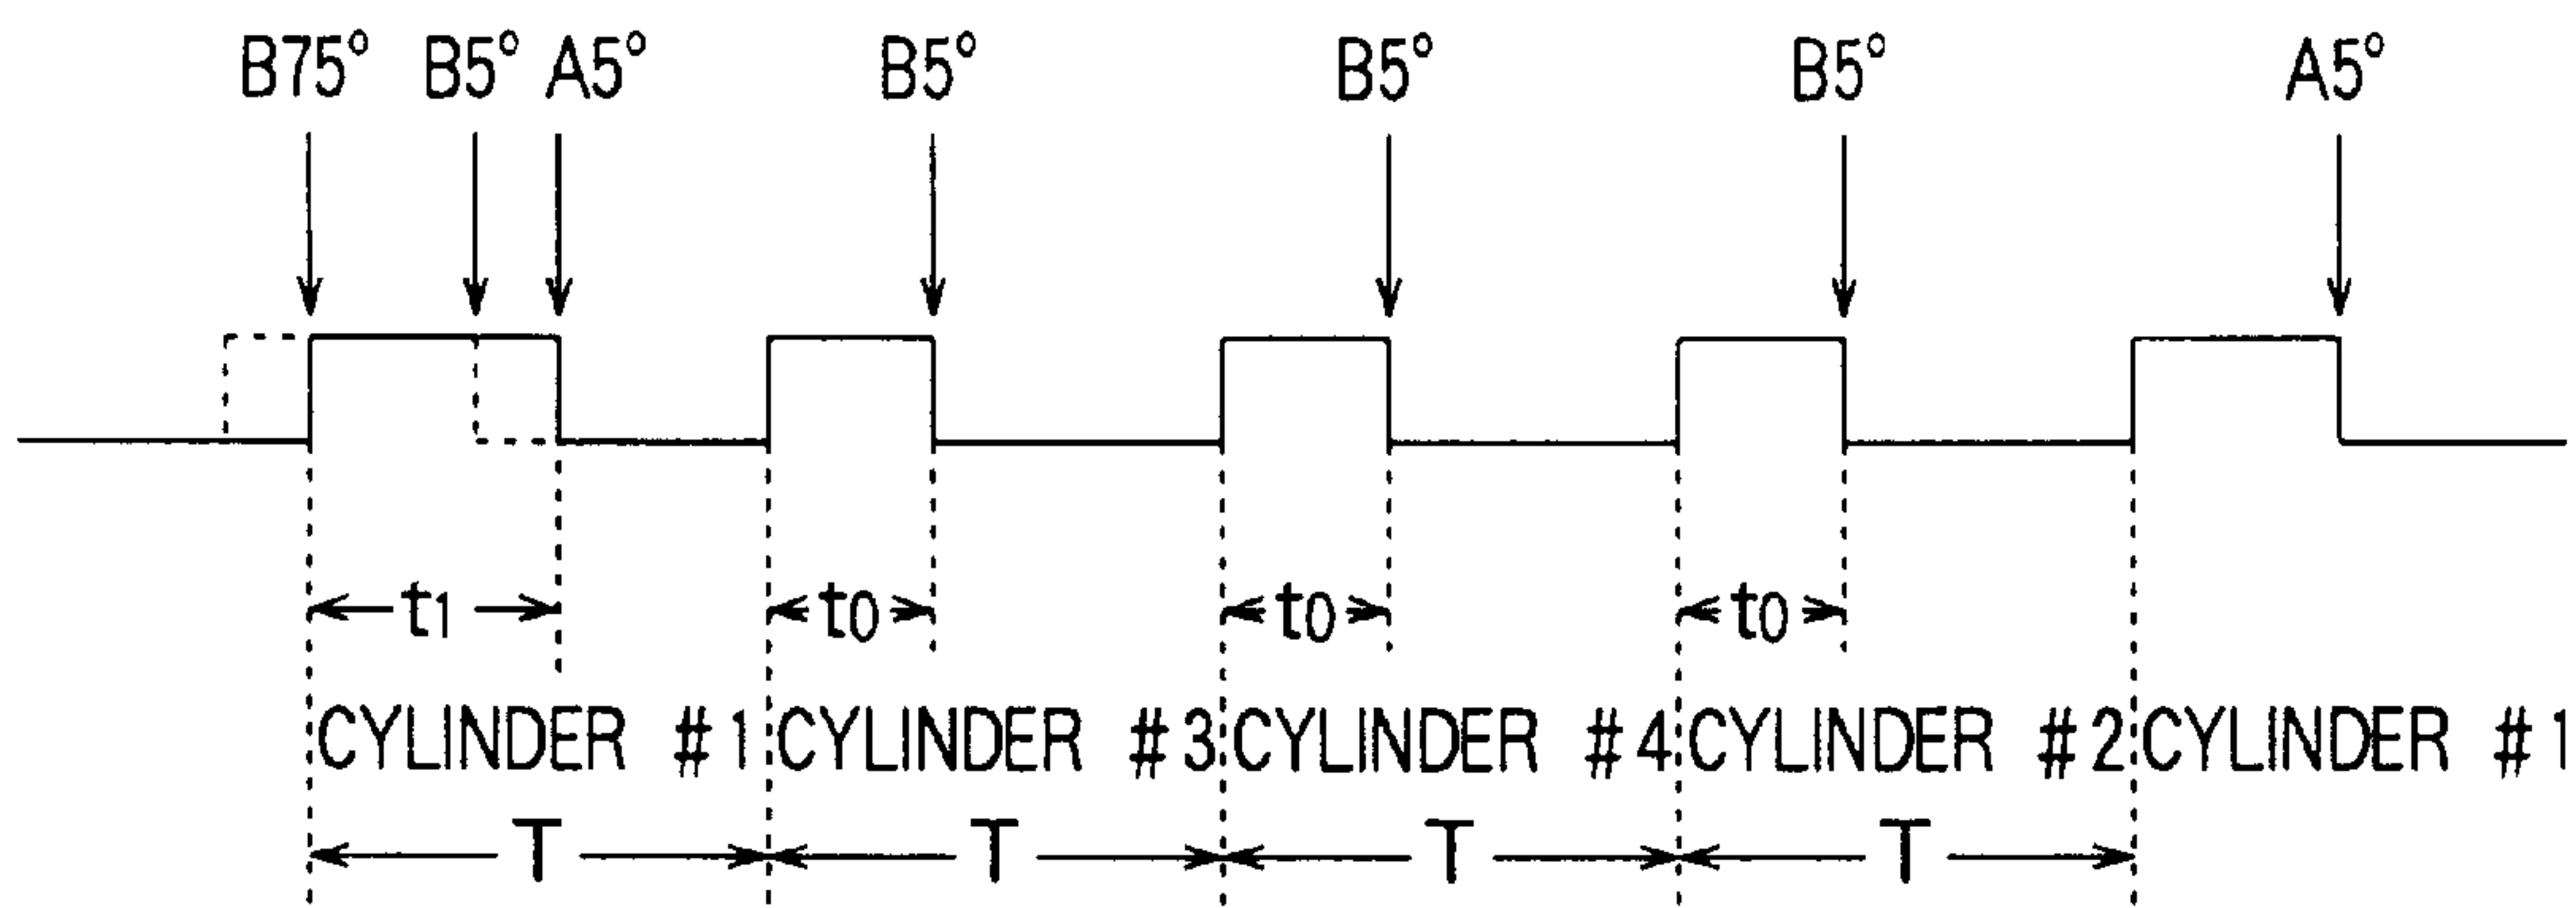 B75° B5° A5° B5° B5° B5° A5°
t1 t0 t0 t0
CYLINDER #1 CYLINDER #3 CYLINDER #4 CYLINDER #2 CYLINDER #1
T T T T